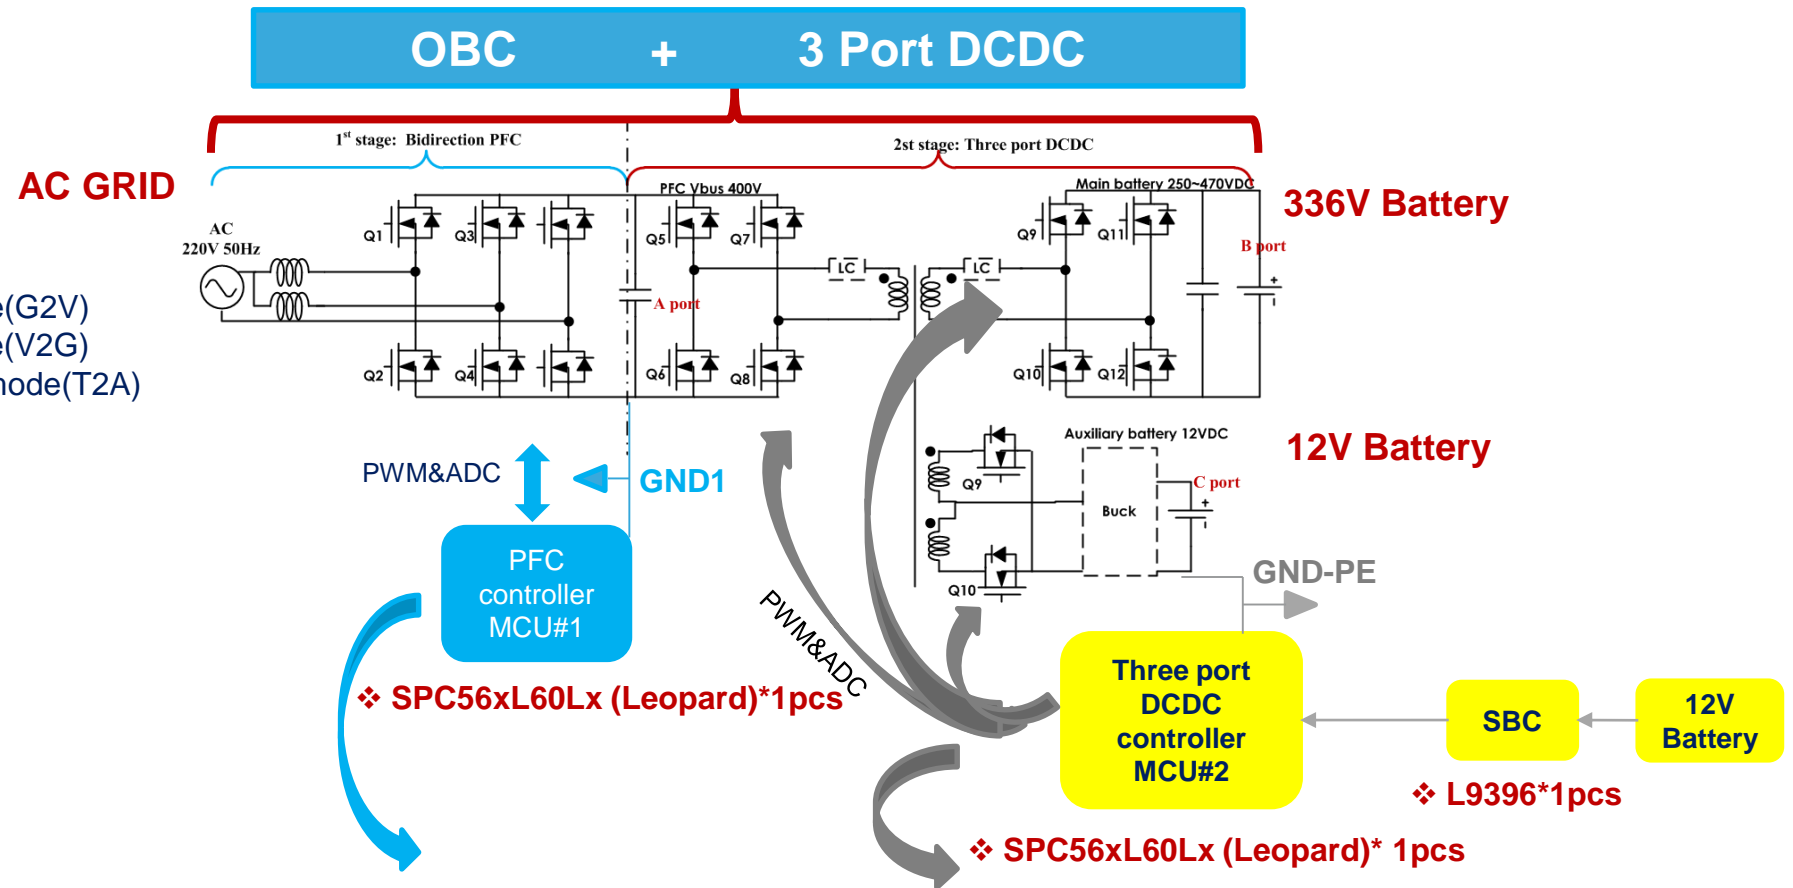 OBC + 3 Port DCDC
1st stage: Bidirection PFC
2st stage: Three port DCDC
AC GRID
PFC Vbus 400V
Main battery 250~470VDC
336V Battery
AC
220V 50Hz
Q1
Q3
Q5
Q7
Q9
Q11
B port
+
LC
LC
A port
e(G2V)
e(V2G)
node(T2A)
Q2
Q4
Q6
Q8
Q10
Q12
Auxiliary battery 12VDC
12V Battery
PWM&ADC
GND1
Q9
C port
+
Buck
PFC
controller
MCU#1
Q10
GND-PE
PWM&ADC
❖ SPC56xL60Lx (Leopard)*1pcs
Three port
DCDC
controller
MCU#2
SBC
12V
Battery
❖ L9396*1pcs
❖ SPC56xL60Lx (Leopard)* 1pcs